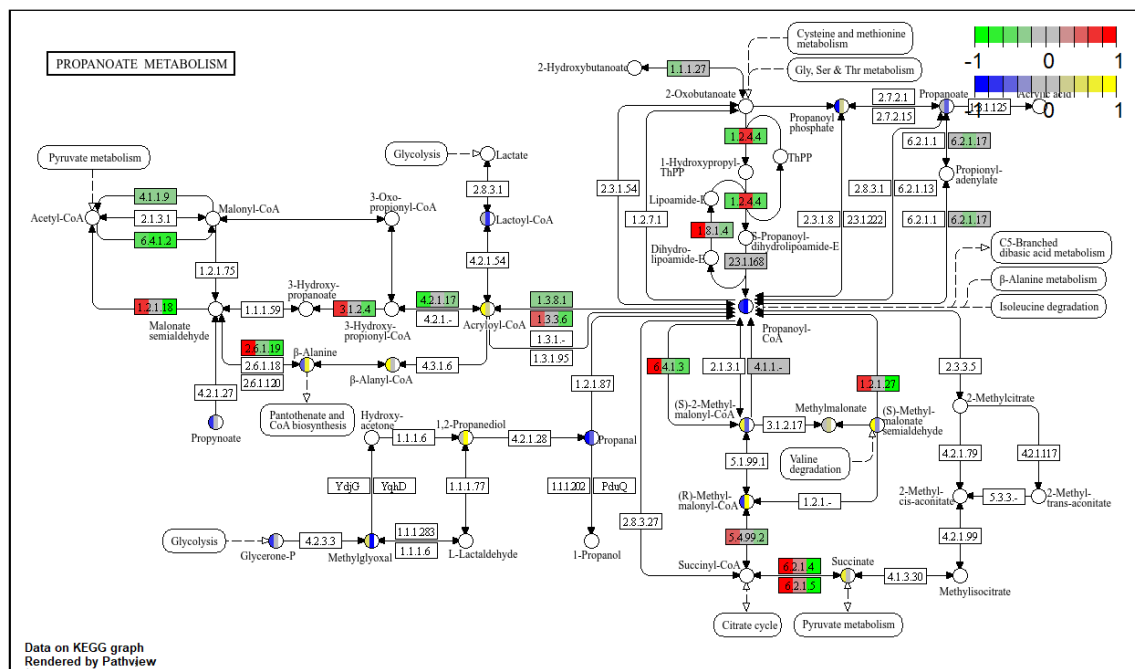 PROPANOATE METABOLISM
Cysteine and methionine
metabolism
Gly, Ser & Thr metabolism
-1 0 1
-1 0 1
2-Hydroxybutanoate
1.1.1.27
2-Oxobutanoate
Propanoyl
phosphate
2.7.2.1
2.7.2.15
Propanoate
1.3.1.125
Acrylic acid
1.2.4.4
ThPP
1-Hydroxypropyl-
ThPP
6.2.1.1
6.2.1.17
Propionyl-
adenylate
2.3.1.54
1.2.7.1
Lipoamide-E
1.2.4.4
1.8.1.4
S-Propanoyl-
dihydrolipoamide-E
Dihydro-
lipoamide-E
2.3.1.168
2.8.3.1
6.2.1.13
2.3.1.8
2.3.1.222
6.2.1.1
6.2.1.17
C5-Branched
dibasic acid metabolism
β-Alanine metabolism
Isoleucine degradation
Propanoyl-
CoA
Pyruvate metabolism
Acetyl-CoA
4.1.1.9
2.1.3.1
6.4.1.2
Malonyl-CoA
3-Oxo-
propionyl-CoA
Glycolysis
Lactate
2.8.3.1
Lactoyl-CoA
4.2.1.54
1.2.1.75
1.2.1.18
Malonate
semialdehyde
1.1.1.59
3-Hydroxy-
propanoate
3.1.2.4
3-Hydroxy-
propionyl-CoA
4.2.1.17
4.2.1.-
Acryloyl-CoA
1.3.8.1
1.3.3.6
1.3.1.-
1.3.1.95
2.6.1.19
2.6.1.18
2.6.1.120
β-Alanine
β-Alanyl-CoA
4.3.1.6
4.2.1.27
Propynoate
Pantothenate and
CoA biosynthesis
1.2.1.87
Hydroxy-
acetone
1.1.1.6
1,2-Propanediol
4.2.1.28
Propanal
YdjG
YqhD
1.1.1.77
1.1.1.202
PduQ
Glycolysis
Glycerone-P
4.2.3.3
Methylglyoxal
1.1.1.283
1.1.1.6
L-Lactaldehyde
1-Propanol
6.4.1.3
2.1.3.1
4.1.1.-
1.2.1.27
2.3.3.5
(S)-2-Methyl-
malonyl-CoA
3.1.2.17
Methylmalonate
(S)-Methyl-
malonate
semialdehyde
Valine
degradation
2-Methylcitrate
5.1.99.1
(R)-Methyl-
malonyl-CoA
1.2.1.-
4.2.1.79
4.2.1.117
2-Methyl-
cis-aconitate
5.3.3.-
2-Methyl-
trans-aconitate
2.8.3.27
5.4.99.2
4.2.1.99
Succinyl-CoA
6.2.1.4
6.2.1.5
Succinate
4.1.3.30
Methylisocitrate
Citrate cycle
Pyruvate metabolism
Data on KEGG graph
Rendered by Pathview